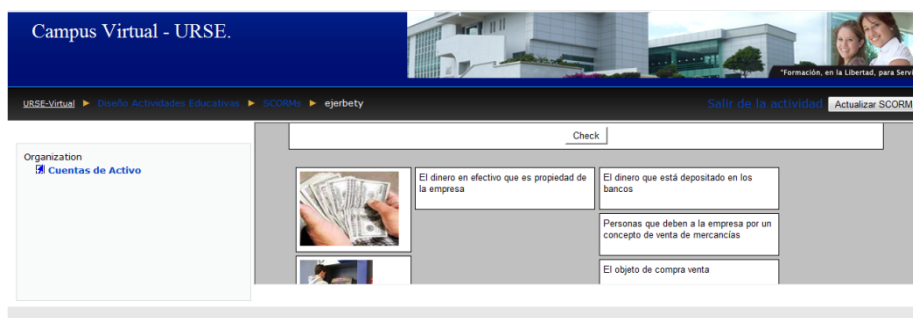 Campus Virtual - URSE.
"Formación, en la Libertad, para Servi
URSE-Virtual ► Diseño Actividades Educativas ► SCORMs ► ejerbety
Salir de la actividad
Actualizar SCORM
Organization
Cuentas de Activo
Check
El dinero en efectivo que es propiedad de
la empresa
El dinero que está depositado en los
bancos
Personas que deben a la empresa por un
concepto de venta de mercancías
El objeto de compra venta